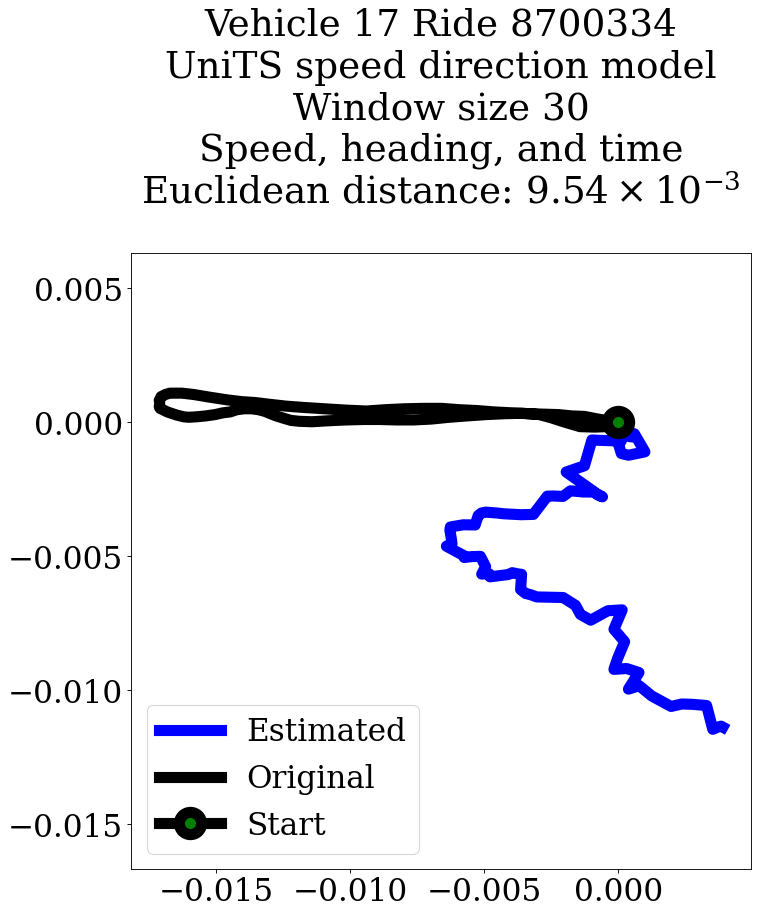 Vehicle 17 Ride 8700334
UniTS speed direction model
Window size 30
Speed, heading, and time
Euclidean distance: 9.54 × 10⁻³
0.005
0.000
−0.005
−0.010
−0.015
Estimated
Original
Start
−0.015 −0.010 −0.005 0.000